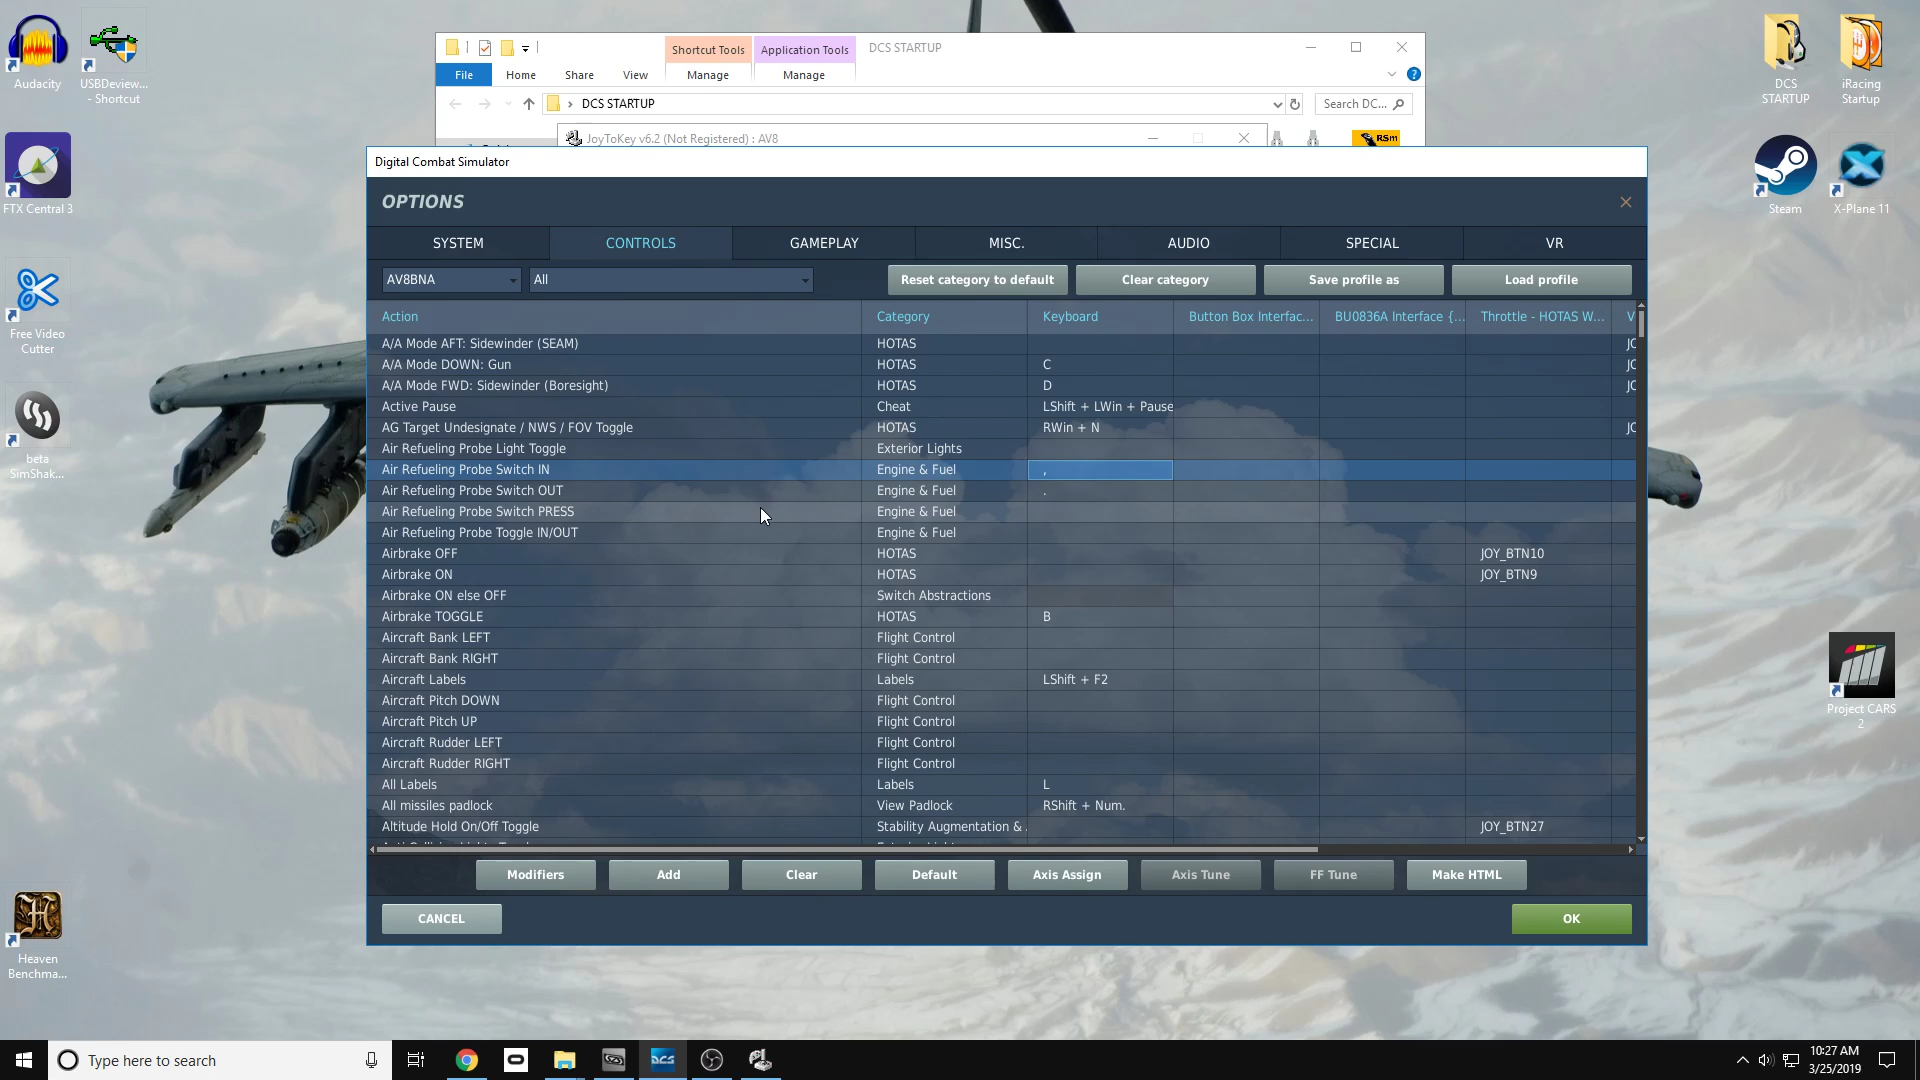 Audacity
USBDeview...
- Shortcut
FTX Central 3
Free Video
Cutter
beta
SimShak...
Heaven
Benchma...
DCS
STARTUP
iRacing
Startup
Steam
X-Plane 11
Project CARS
2
Shortcut Tools
Application Tools
DCS STARTUP
File
Home
Share
View
Manage
Manage
DCS STARTUP
Search DC...
JoyToKey v6.2 (Not Registered) : AV8
RSm
Digital Combat Simulator
OPTIONS
SYSTEM
CONTROLS
GAMEPLAY
MISC.
AUDIO
SPECIAL
VR
AV8BNA
All
Reset category to default
Clear category
Save profile as
Load profile
Action Category Keyboard Button Box Interfac... BU0836A Interface {... Throttle - HOTAS W... V
A/A Mode AFT: Sidewinder (SEAM) HOTAS JC
A/A Mode DOWN: Gun HOTAS C JC
A/A Mode FWD: Sidewinder (Boresight) HOTAS D JC
Active Pause Cheat LShift + LWin + Pause
AG Target Undesignate / NWS / FOV Toggle HOTAS RWin + N JC
Air Refueling Probe Light Toggle Exterior Lights
Air Refueling Probe Switch IN Engine & Fuel ,
Air Refueling Probe Switch OUT Engine & Fuel .
Air Refueling Probe Switch PRESS Engine & Fuel
Air Refueling Probe Toggle IN/OUT Engine & Fuel
Airbrake OFF HOTAS JOY_BTN10
Airbrake ON HOTAS JOY_BTN9
Airbrake ON else OFF Switch Abstractions
Airbrake TOGGLE HOTAS B
Aircraft Bank LEFT Flight Control
Aircraft Bank RIGHT Flight Control
Aircraft Labels Labels LShift + F2
Aircraft Pitch DOWN Flight Control
Aircraft Pitch UP Flight Control
Aircraft Rudder LEFT Flight Control
Aircraft Rudder RIGHT Flight Control
All Labels Labels L
All missiles padlock View Padlock RShift + Num.
Altitude Hold On/Off Toggle Stability Augmentation & . JOY_BTN27
Modifiers
Add
Clear
Default
Axis Assign
Axis Tune
FF Tune
Make HTML
CANCEL
OK
Type here to search
DCS
10:27 AM
3/25/2019